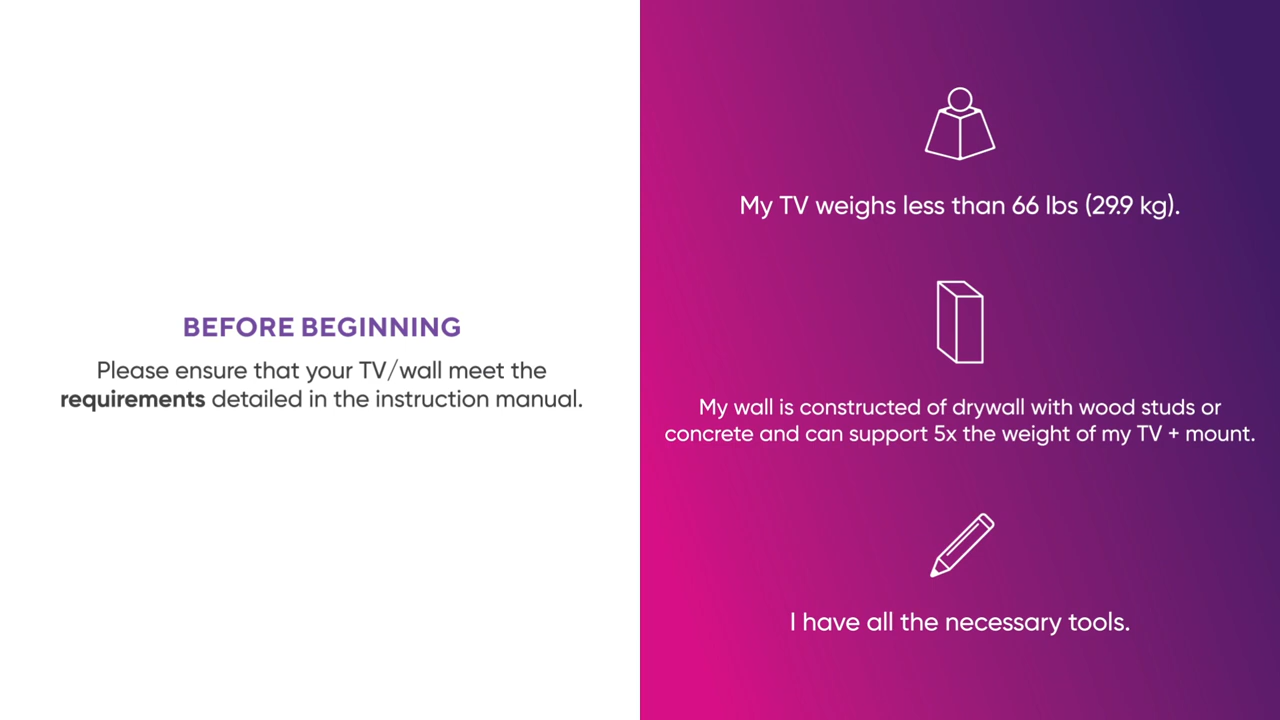 BEFORE BEGINNING
Please ensure that your TV/wall meet the
requirements detailed in the instruction manual.
My TV weighs less than 66 lbs (29.9 kg).
My wall is constructed of drywall with wood studs or
concrete and can support 5x the weight of my TV + mount.
I have all the necessary tools.